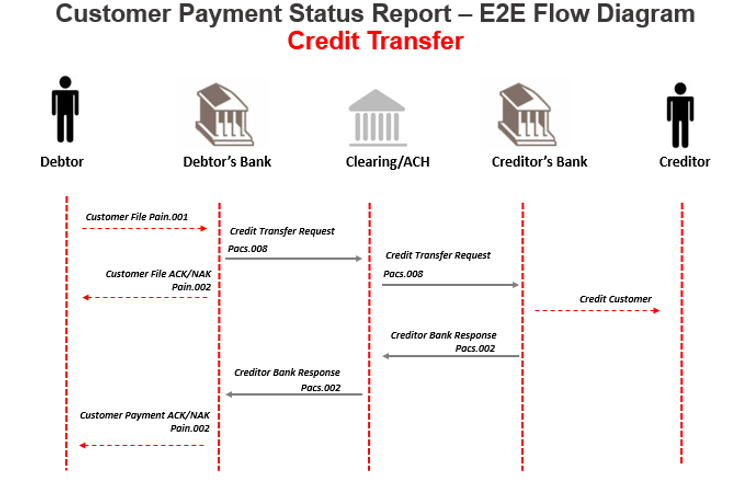 Customer Payment Status Report – E2E Flow Diagram
Credit Transfer
Debtor
Debtor's Bank
Clearing/ACH
Creditor's Bank
Creditor
Customer File Pain.001
Credit Transfer Request
Pacs.008
Credit Transfer Request
Pacs.008
Customer File ACK/NAK
Pain.002
Credit Customer
Creditor Bank Response
Pacs.002
Creditor Bank Response
Pacs.002
Customer Payment ACK/NAK
Pain.002